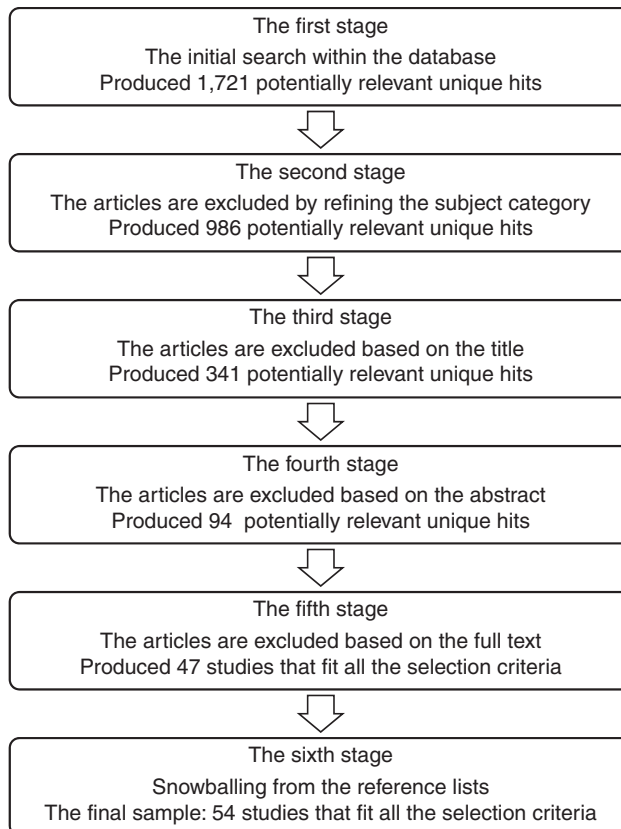 The first stage
The initial search within the database
Produced 1,721 potentially relevant unique hits
The second stage
The articles are excluded by refining the subject category
Produced 986 potentially relevant unique hits
The third stage
The articles are excluded based on the title
Produced 341 potentially relevant unique hits
The fourth stage
The articles are excluded based on the abstract
Produced 94 potentially relevant unique hits
The fifth stage
The articles are excluded based on the full text
Produced 47 studies that fit all the selection criteria
The sixth stage
Snowballing from the reference lists
The final sample: 54 studies that fit all the selection criteria